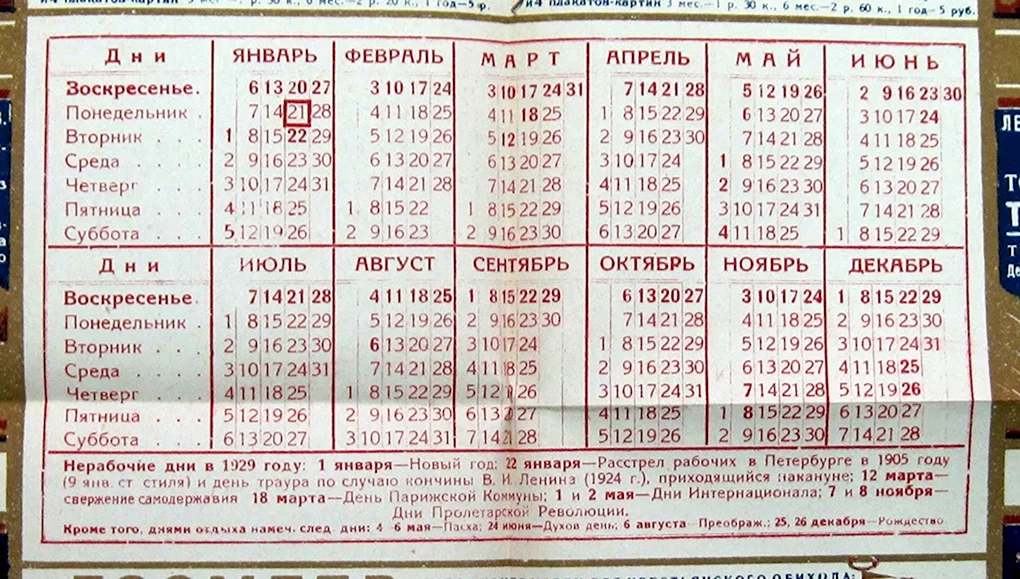 1 р. 30 к., 6 мес.—2 р. 20 к., 1 год—5 р. и4 плакатов-картин 3 мес.—1 р. 30 к., 6 мес.—2 р. 60 к., 1 год- 5 руб.
Дни ЯНВАРЬ ФЕВРАЛЬ МАРТ АПРЕЛЬ МАЙ ИЮНЬ
Воскресенье. 6 13 20 27 3 10 17 24 3 10 17 24 31 7 14 21 28 5 12 19 26 2 9 16 23 30
Понедельник . 7 14 21 28 4 11 18 25 4 11 18 25 1 8 15 22 29 6 13 20 27 3 10 17 24
Вторник . . . 1 8 15 22 29 5 12 19 26 5 12 19 26 2 9 16 23 30 7 14 21 28 4 11 18 25
Среда . . . 2 9 16 23 30 6 13 20 27 6 13 20 27 3 10 17 24 1 8 15 22 29 5 12 19 26
Четверг . . . 3 10 17 24 31 7 14 21 28 7 14 21 28 4 11 18 25 2 9 16 23 30 6 13 20 27
Пятница . . . 4 11 18 25 1 8 15 22 1 8 15 22 29 5 12 19 26 3 10 17 24 31 7 14 21 28
Суббота . . . 5 12 19 26 2 9 16 23 2 9 16 23 30 6 13 20 27 4 11 18 25 1 8 15 22 29
Дни ИЮЛЬ АВГУСТ СЕНТЯБРЬ ОКТЯБРЬ НОЯБРЬ ДЕКАБРЬ
Воскресенье. 7 14 21 28 4 11 18 25 1 8 15 22 29 6 13 20 27 3 10 17 24 1 8 15 22 29
Понедельник . 1 8 15 22 29 5 12 19 26 2 9 16 23 30 7 14 21 28 4 11 18 25 2 9 16 23 30
Вторник . . . 2 9 16 23 30 6 13 20 27 3 10 17 24 1 8 15 22 29 5 12 19 26 3 10 17 24 31
Среда . . . 3 10 17 24 31 7 14 21 28 4 11 18 25 2 9 16 23 30 6 13 20 27 4 11 18 25
Четверг . . . 4 11 18 25 1 8 15 22 29 5 12 19 26 3 10 17 24 31 7 14 21 28 5 12 19 26
Пятница . . . 5 12 19 26 2 9 16 23 30 6 13 20 27 4 11 18 25 1 8 15 22 29 6 13 20 27
Суббота . . . 6 13 20 27 3 10 17 24 31 7 14 21 28 5 12 19 26 2 9 16 23 30 7 14 21 28
Нерабочие дни в 1929 году: 1 января—Новый год; 22 января—Расстрел рабочих в Петербурге в 1905 году
(9 янв. ст стиля) и день траура по случаю кончины В. И. Ленина (1924 г.), приходящийся накануне; 12 марта—
свержение самодержавия 18 марта—День Парижской Коммуны; 1 и 2 мая—Дни Интернационала; 7 и 8 ноября—
Дни Пролетарской Революции.
Кроме того, днями отдыха намеч. след. дни: 4—6 мая—Пасха; 24 июня—Духов день; 6 августа—Преображ.; 25, 26 декабря—Рождество